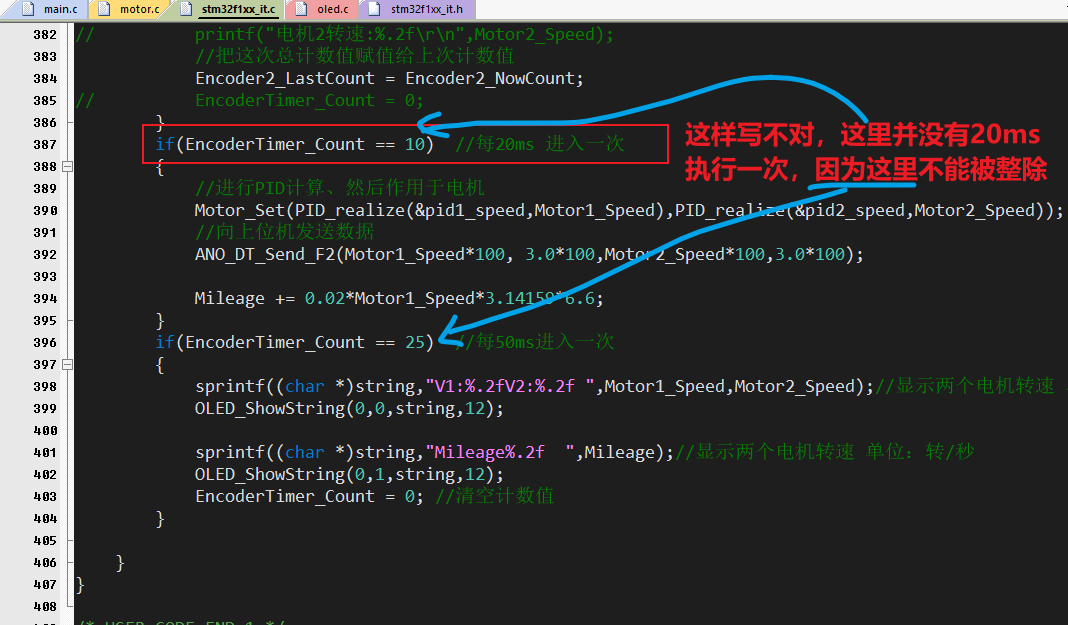 main.c motor.c stm32f1xx_it.c oled.c stm32f1xx_it.h
382 // printf("电机2转速:%.2f\r\n",Motor2_Speed);
383 //把这次总计数值赋值给上次计数值
384 Encoder2_LastCount = Encoder2_NowCount;
385 // EncoderTimer_Count = 0;
386 }
387 if(EncoderTimer_Count == 10) //每20ms 进入一次
这样写不对，这里并没有20ms
执行一次，因为这里不能被整除
388 {
389 //进行PID计算、然后作用于电机
390 Motor_Set(PID_realize(&pid1_speed,Motor1_Speed),PID_realize(&pid2_speed,Motor2_Speed));
391 //向上位机发送数据
392 ANO_DT_Send_F2(Motor1_Speed*100, 3.0*100,Motor2_Speed*100,3.0*100);
393
394 Mileage += 0.02*Motor1_Speed*3.14159*6.6;
395 }
396 if(EncoderTimer_Count == 25) //每50ms进入一次
397 {
398 sprintf((char *)string,"V1:%.2fV2:%.2f ",Motor1_Speed,Motor2_Speed);//显示两个电机转速
399 OLED_ShowString(0,0,string,12);
400
401 sprintf((char *)string,"Mileage%.2f  ",Mileage);//显示两个电机转速 单位：转/秒
402 OLED_ShowString(0,1,string,12);
403 EncoderTimer_Count = 0; //清空计数值
404 }
405
406 }
407 }
408
/* USER CODE END 1 */